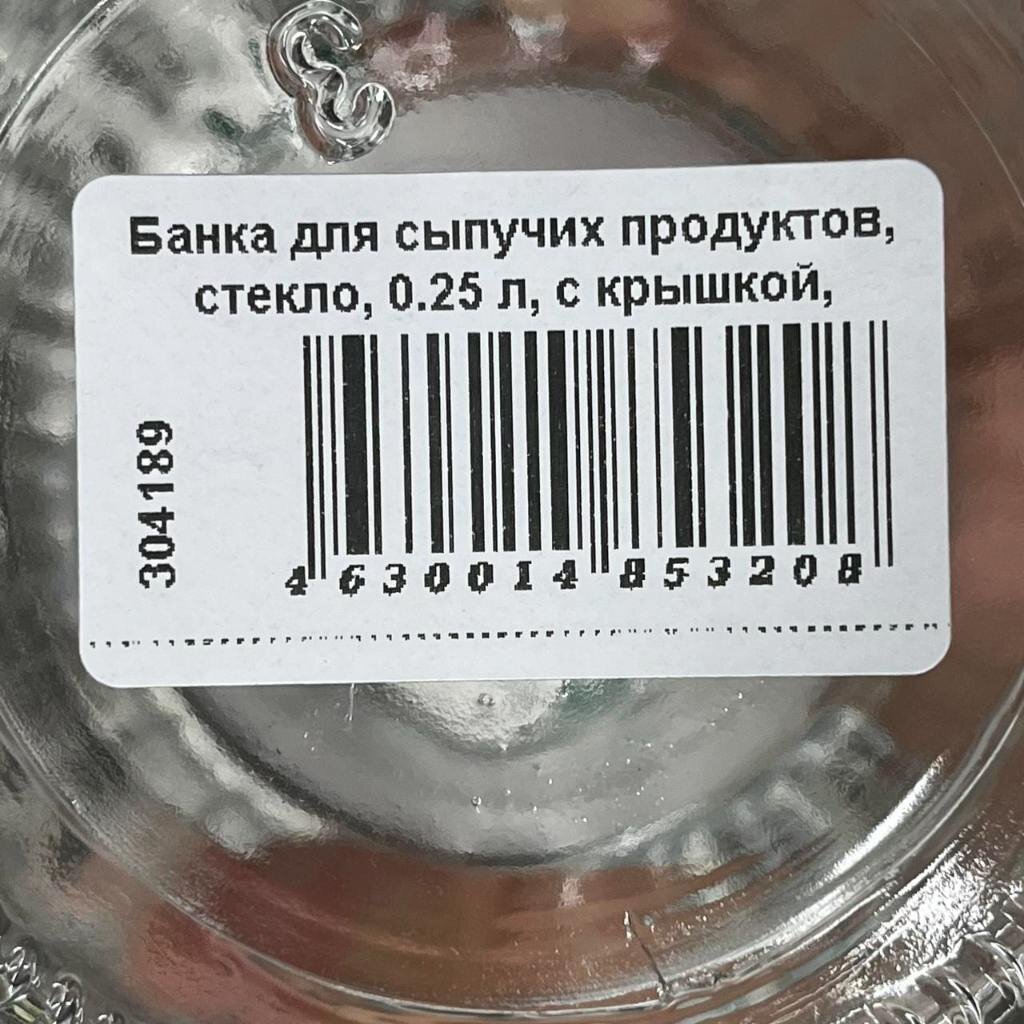 Банка для сыпучих продуктов,
стекло, 0.25 л, с крышкой,
304189
4 630014 853208